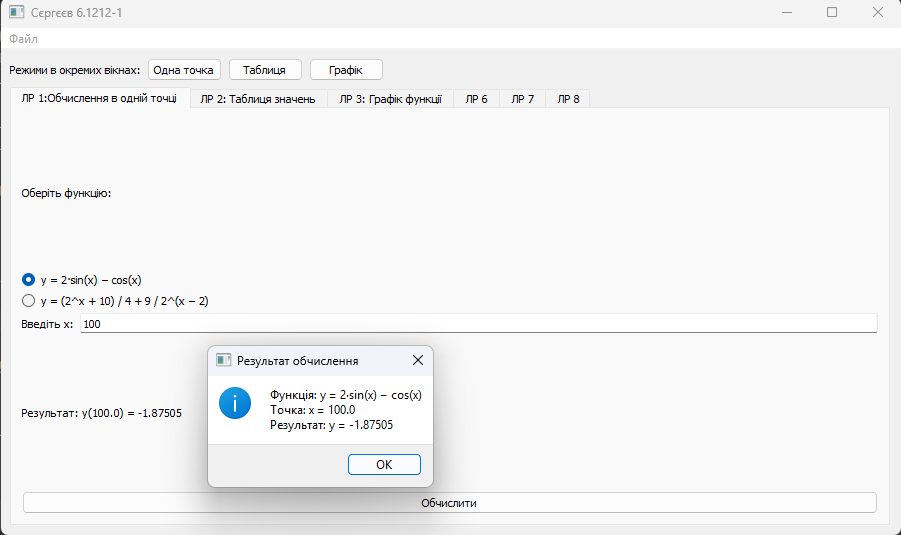 Сєргєєв 6.1212-1
Файл
Режими в окремих вікнах: Одна точка Таблиця Графік
ЛР 1:Обчислення в одній точці ЛР 2: Таблиця значень ЛР 3: Графік функції ЛР 6 ЛР 7 ЛР 8
Оберіть функцію:
y = 2·sin(x) − cos(x)
y = (2^x + 10) / 4 + 9 / 2^(x − 2)
Введіть x: 100
Результат: y(100.0) = -1.87505
Результат обчислення
Функція: y = 2·sin(x) − cos(x)
Точка: x = 100.0
Результат: y = -1.87505
OK
Обчислити